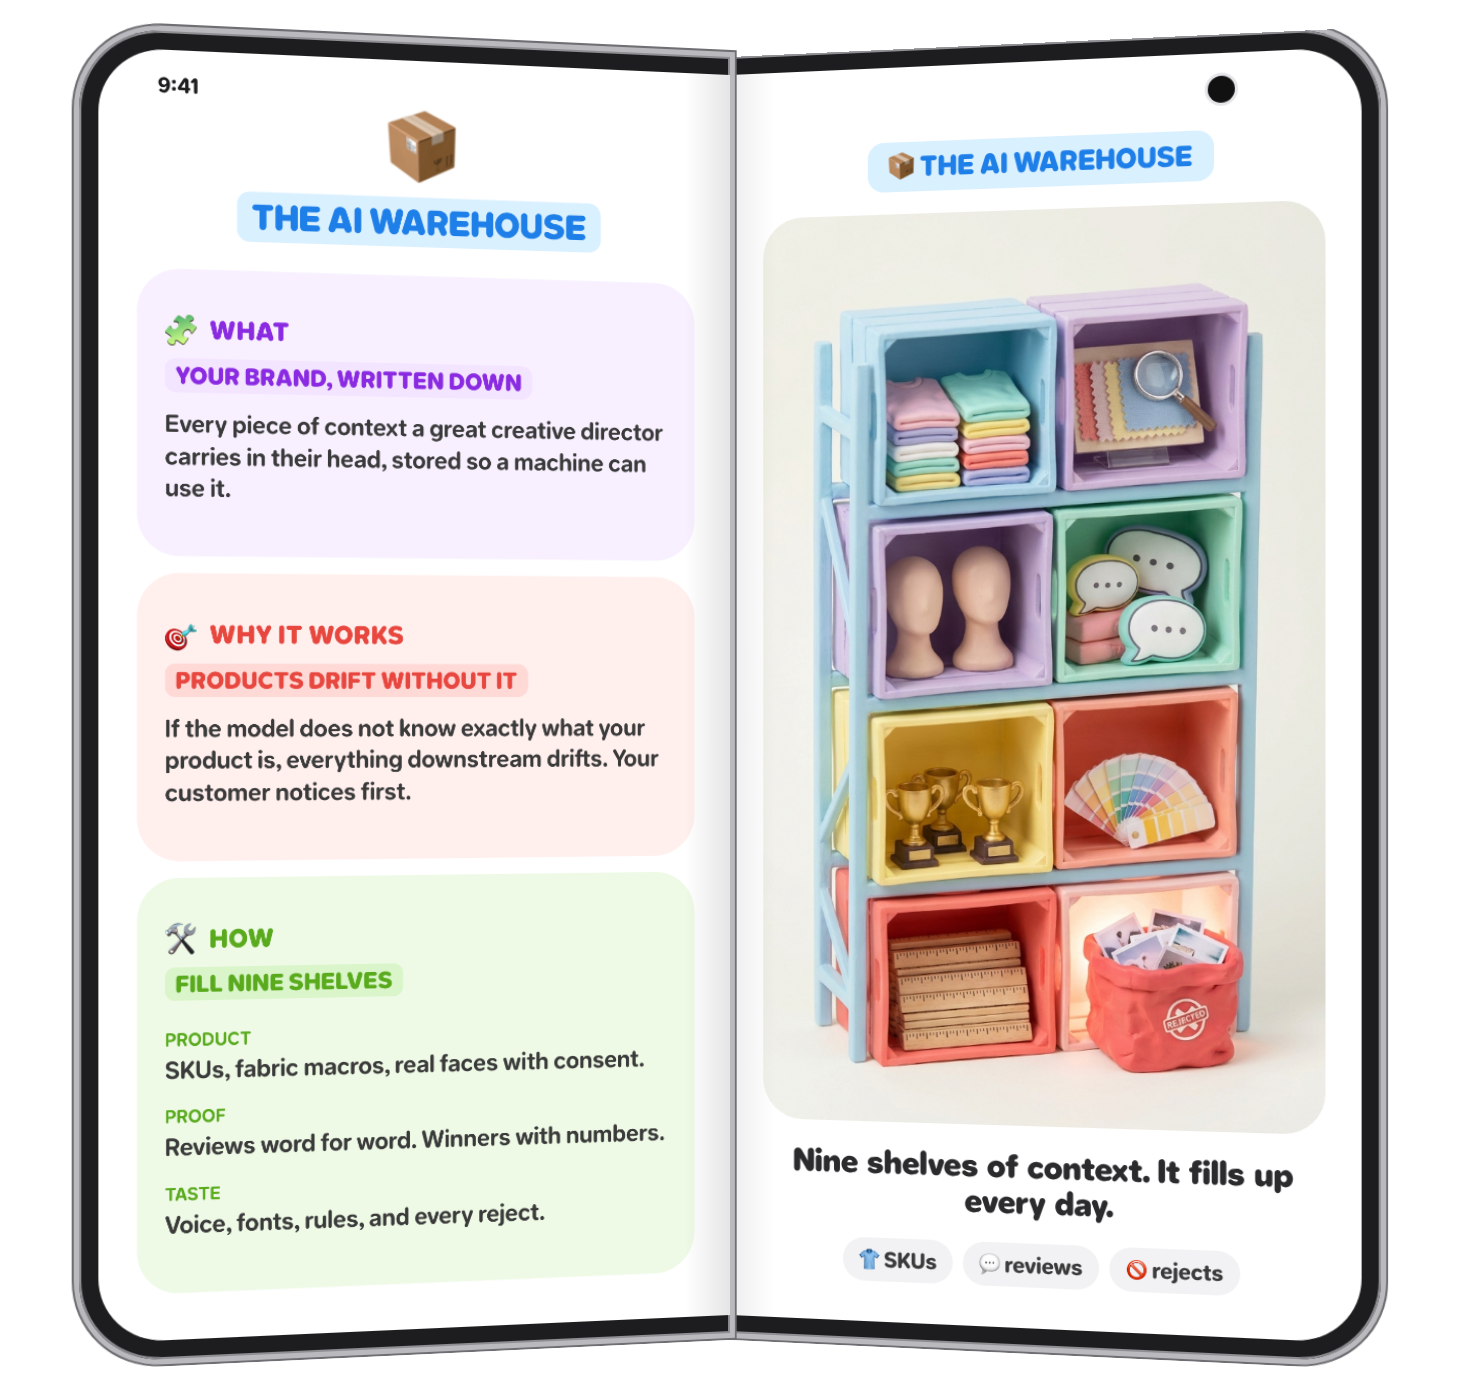 9:41
THE AI WAREHOUSE
WHAT
YOUR BRAND, WRITTEN DOWN
Every piece of context a great creative director
carries in their head, stored so a machine can
use it.
WHY IT WORKS
PRODUCTS DRIFT WITHOUT IT
If the model does not know exactly what your
product is, everything downstream drifts. Your
customer notices first.
HOW
FILL NINE SHELVES
PRODUCT
SKUs, fabric macros, real faces with consent.
PROOF
Reviews word for word. Winners with numbers.
TASTE
Voice, fonts, rules, and every reject.
THE AI WAREHOUSE
REJECTED
Nine shelves of context. It fills up
every day.
SKUs
reviews
rejects